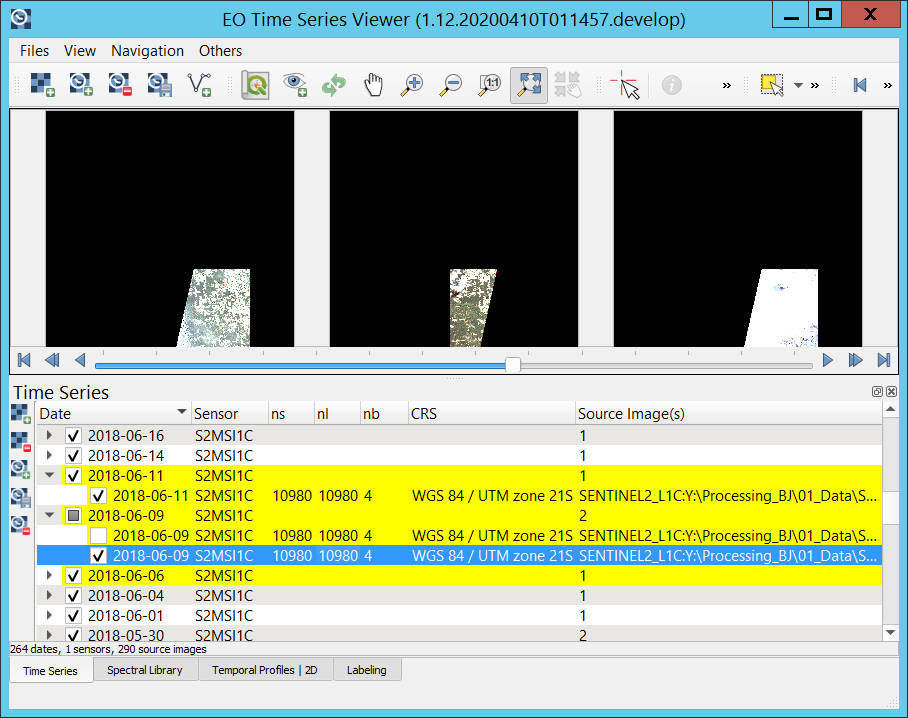 EO Time Series Viewer (1.12.20200410T011457.develop)
Files View Navigation Others
1:1 » » »
Time Series
Date Sensor ns nl nb CRS Source Image(s)
2018-06-16 S2MSI1C 1
2018-06-14 S2MSI1C 1
2018-06-11 S2MSI1C 1
2018-06-11 S2MSI1C 10980 10980 4 WGS 84 / UTM zone 21S SENTINEL2_L1C:Y:\Processing_BJ\01_Data\S...
2018-06-09 S2MSI1C 2
2018-06-09 S2MSI1C 10980 10980 4 WGS 84 / UTM zone 21S SENTINEL2_L1C:Y:\Processing_BJ\01_Data\S...
2018-06-09 S2MSI1C 10980 10980 4 WGS 84 / UTM zone 21S SENTINEL2_L1C:Y:\Processing_BJ\01_Data\S...
2018-06-06 S2MSI1C 1
2018-06-04 S2MSI1C 1
2018-06-01 S2MSI1C 1
2018-05-30 S2MSI1C 2
264 dates, 1 sensors, 290 source images
Time Series Spectral Library Temporal Profiles | 2D Labeling